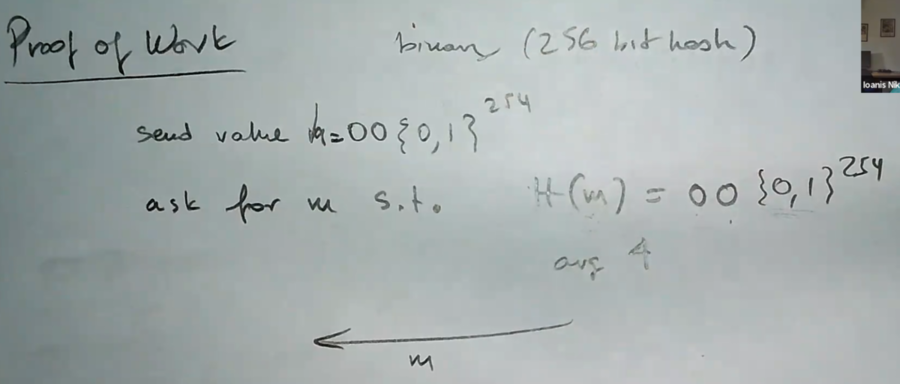 Proof of Work
binary (256 bit hash)
send value h=00{0,1}^254
ask for m s.t. H(m) = 00{0,1}^254
avg 4
m
Ioanis Nik